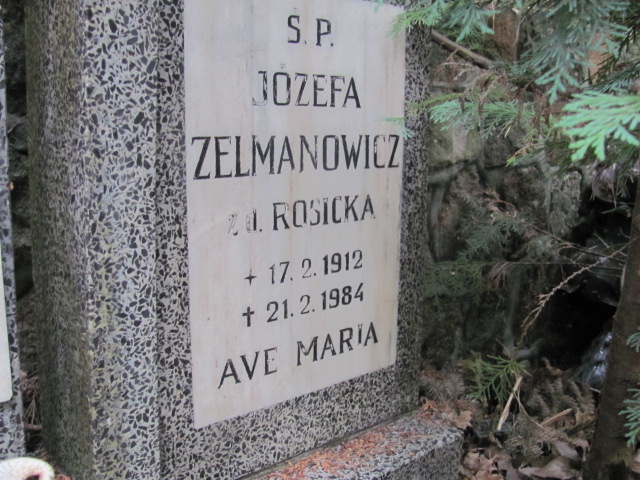 Ś. P.
JÓZEFA
ZELMANOWICZ
z d. ROSICKA
+ 17. 2. 1912
✝ 21. 2. 1984
AVE MARIA